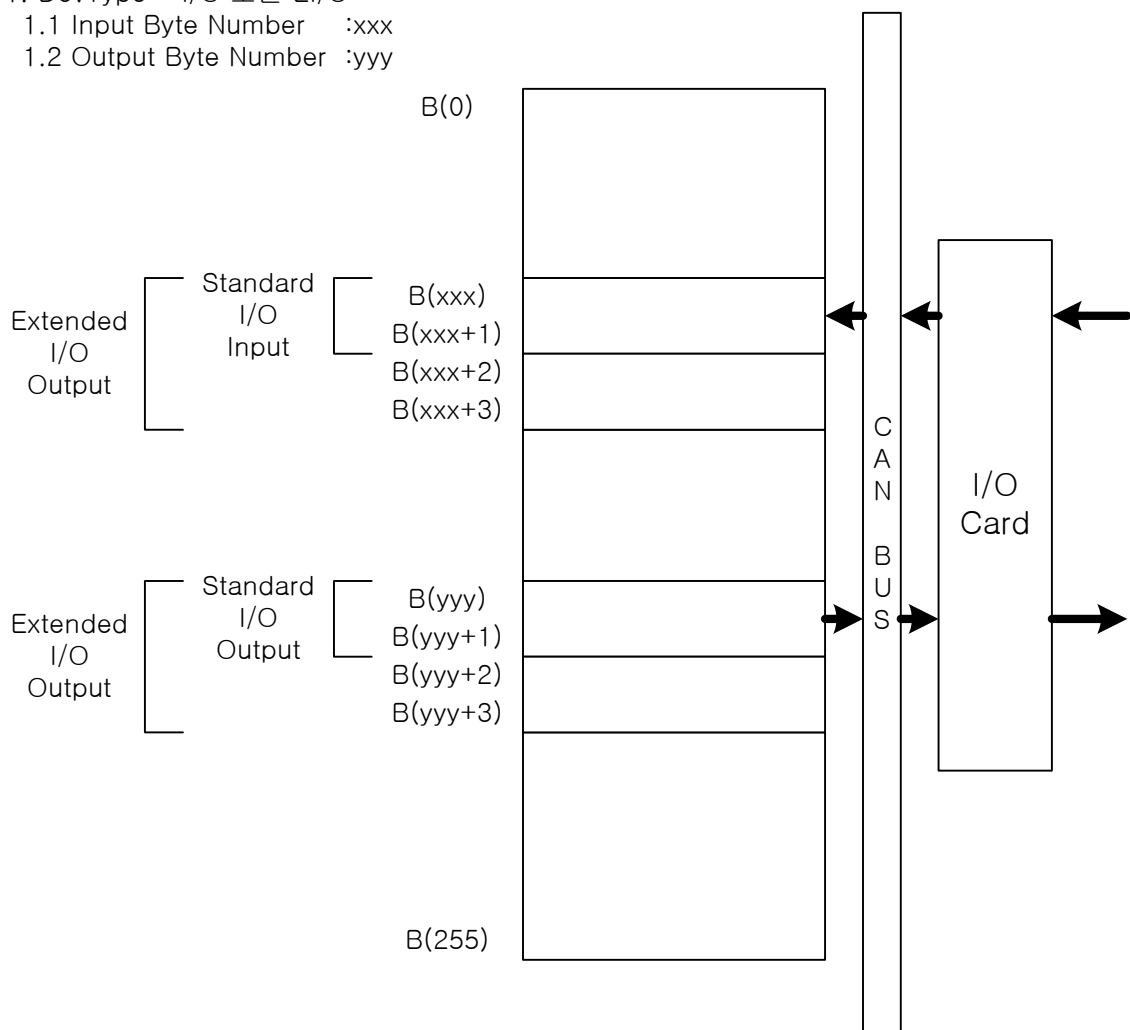 1.1 Input Byte Number :xxx
1.2 Output Byte Number :yyy
B(0)
Extended
I/O
Output
Standard
I/O
Input
B(xxx)
B(xxx+1)
B(xxx+2)
B(xxx+3)
Extended
I/O
Output
Standard
I/O
Output
B(yyy)
B(yyy+1)
B(yyy+2)
B(yyy+3)
B(255)
C
A
N
B
U
S
I/O
Card